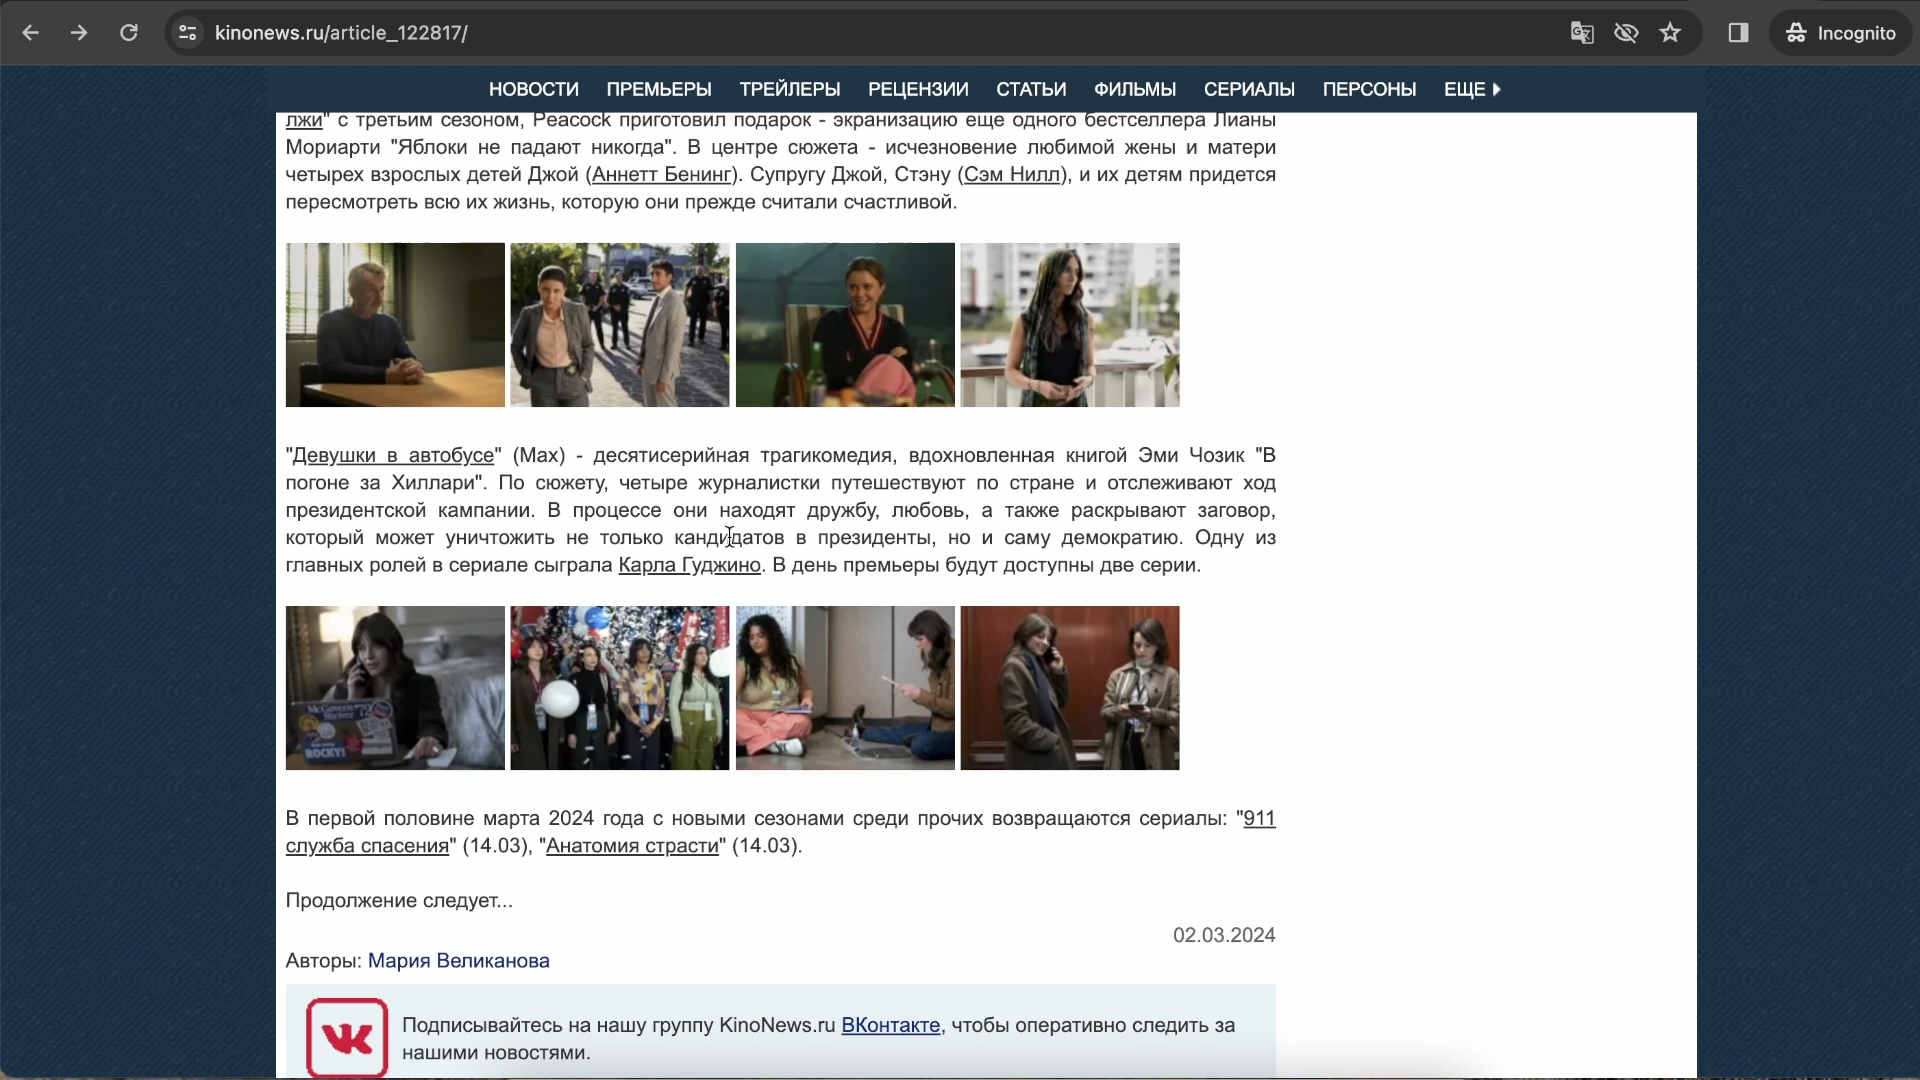 kinonews.ru/article_122817/
Incognito
НОВОСТИ ПРЕМЬЕРЫ ТРЕЙЛЕРЫ РЕЦЕНЗИИ СТАТЬИ ФИЛЬМЫ СЕРИАЛЫ ПЕРСОНЫ ЕЩЕ
лжи" с третьим сезоном, Peacock приготовил подарок - экранизацию еще одного бестселлера Лианы
Мориарти "Яблоки не падают никогда". В центре сюжета - исчезновение любимой жены и матери
четырех взрослых детей Джой (Аннетт Бенинг). Супругу Джой, Стэну (Сэм Нилл), и их детям придется
пересмотреть всю их жизнь, которую они прежде считали счастливой.
"Девушки в автобусе" (Max) - десятисерийная трагикомедия, вдохновленная книгой Эми Чозик "В
погоне за Хиллари". По сюжету, четыре журналистки путешествуют по стране и отслеживают ход
президентской кампании. В процессе они находят дружбу, любовь, а также раскрывают заговор,
который может уничтожить не только кандидатов в президенты, но и саму демократию. Одну из
главных ролей в сериале сыграла Карла Гуджино. В день премьеры будут доступны две серии.
McGovern
Shriver '72
ROCKY!
В первой половине марта 2024 года с новыми сезонами среди прочих возвращаются сериалы: "911
служба спасения" (14.03), "Анатомия страсти" (14.03).
Продолжение следует...
02.03.2024
Авторы: Мария Великанова
Подписывайтесь на нашу группу KinoNews.ru ВКонтакте, чтобы оперативно следить за
нашими новостями.